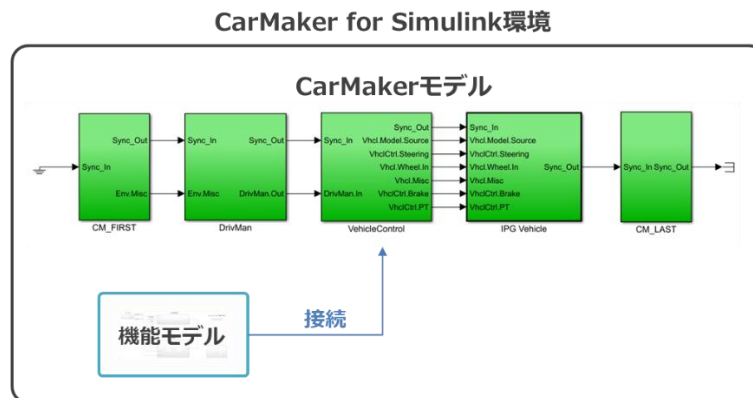 CarMaker for Simulink環境
CarMakerモデル
Sync_In
Sync_Out
Env.Misc
CM_FIRST
Sync_In
Env.Misc
Sync_Out
DrivMan.Out
DrivMan
Sync_In
DrivMan.In
Sync_Out
Vhcl.Model.Source
VhclCtrl.Steering
Vhcl.Wheel.In
Vhcl.Misc
VhclCtrl.Brake
VhclCtrl.PT
VehicleControl
Sync_In
Vhcl.Model.Source
VhclCtrl.Steering
Vhcl.Wheel.In
Vhcl.Misc
VhclCtrl.Brake
VhclCtrl.PT
Sync_Out
IPG Vehicle
Sync_In Sync_Out
CM_LAST
機能モデル
接続